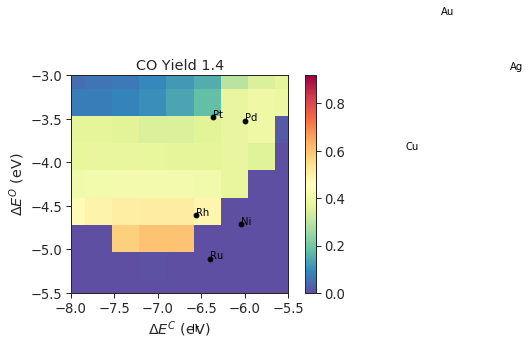 Au
CO Yield 1.4
Ag
−3.0
−3.5
−4.0
−4.5
−5.0
−5.5
ΔE^O (eV)
Pt
Pd
Cu
Rh
Ni
Ru
−8.0 −7.5 −7.0 −6.5 −6.0 −5.5
ΔE^C (eV)
Ir
0.8
0.6
0.4
0.2
0.0